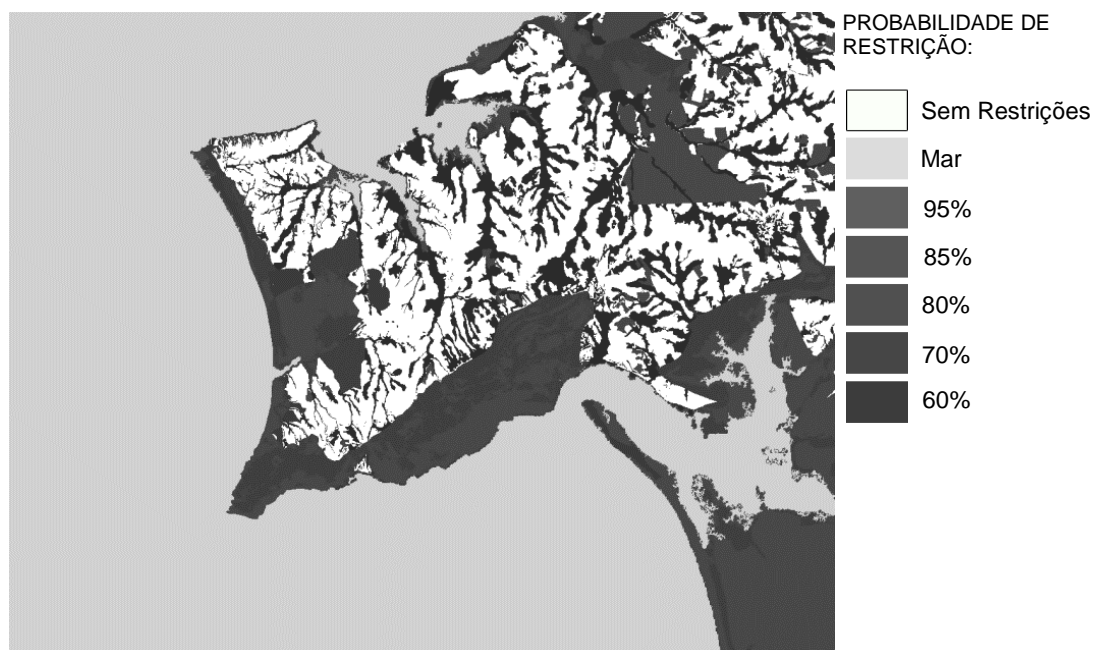 PROBABILIDADE DE
RESTRIÇÃO:
Sem Restrições
Mar
95%
85%
80%
70%
60%